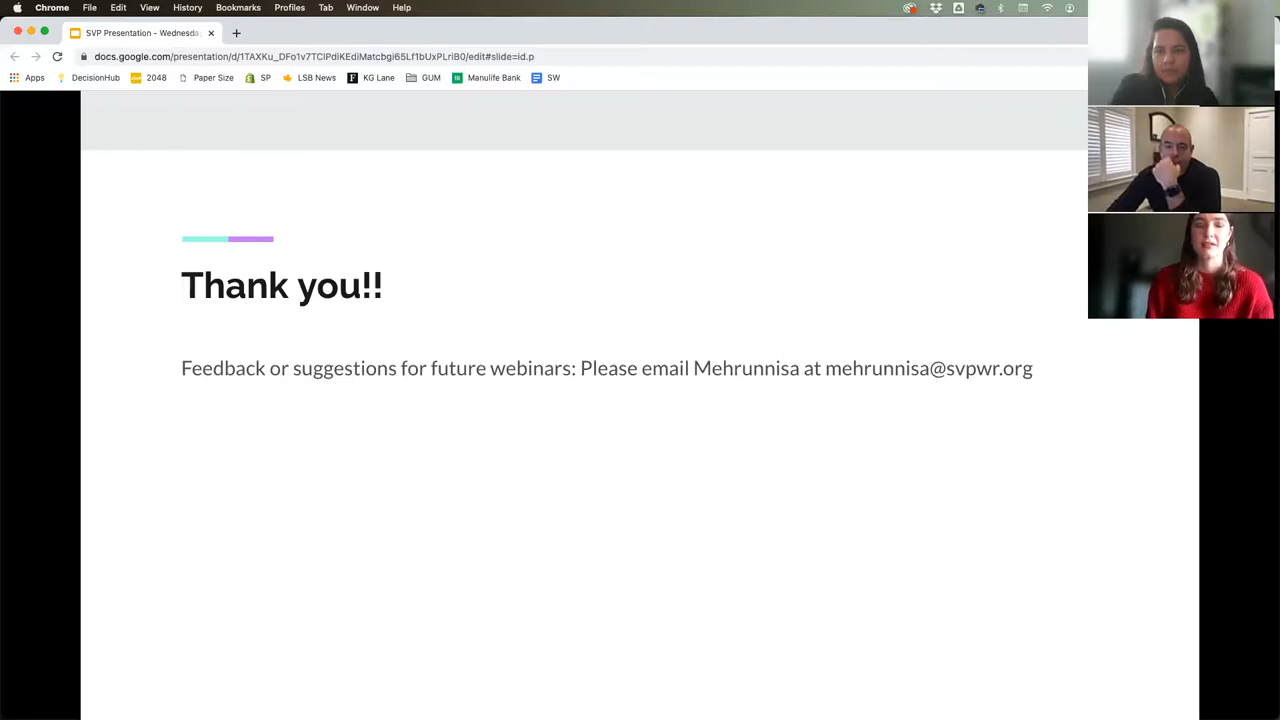 Chrome File Edit View History Bookmarks Profiles Tab Window Help
SVP Presentation - Wednesda
docs.google.com/presentation/d/1TAXKu_DFo1v7TClPdiKEdiMatcbgi65Lf1bUxPLriB0/edit#slide=id.p
Apps DecisionHub 2048 Paper Size SP LSB News KG Lane GUM Manulife Bank SW
Thank you!!
Feedback or suggestions for future webinars: Please email Mehrunnisa at mehrunnisa@svpwr.org